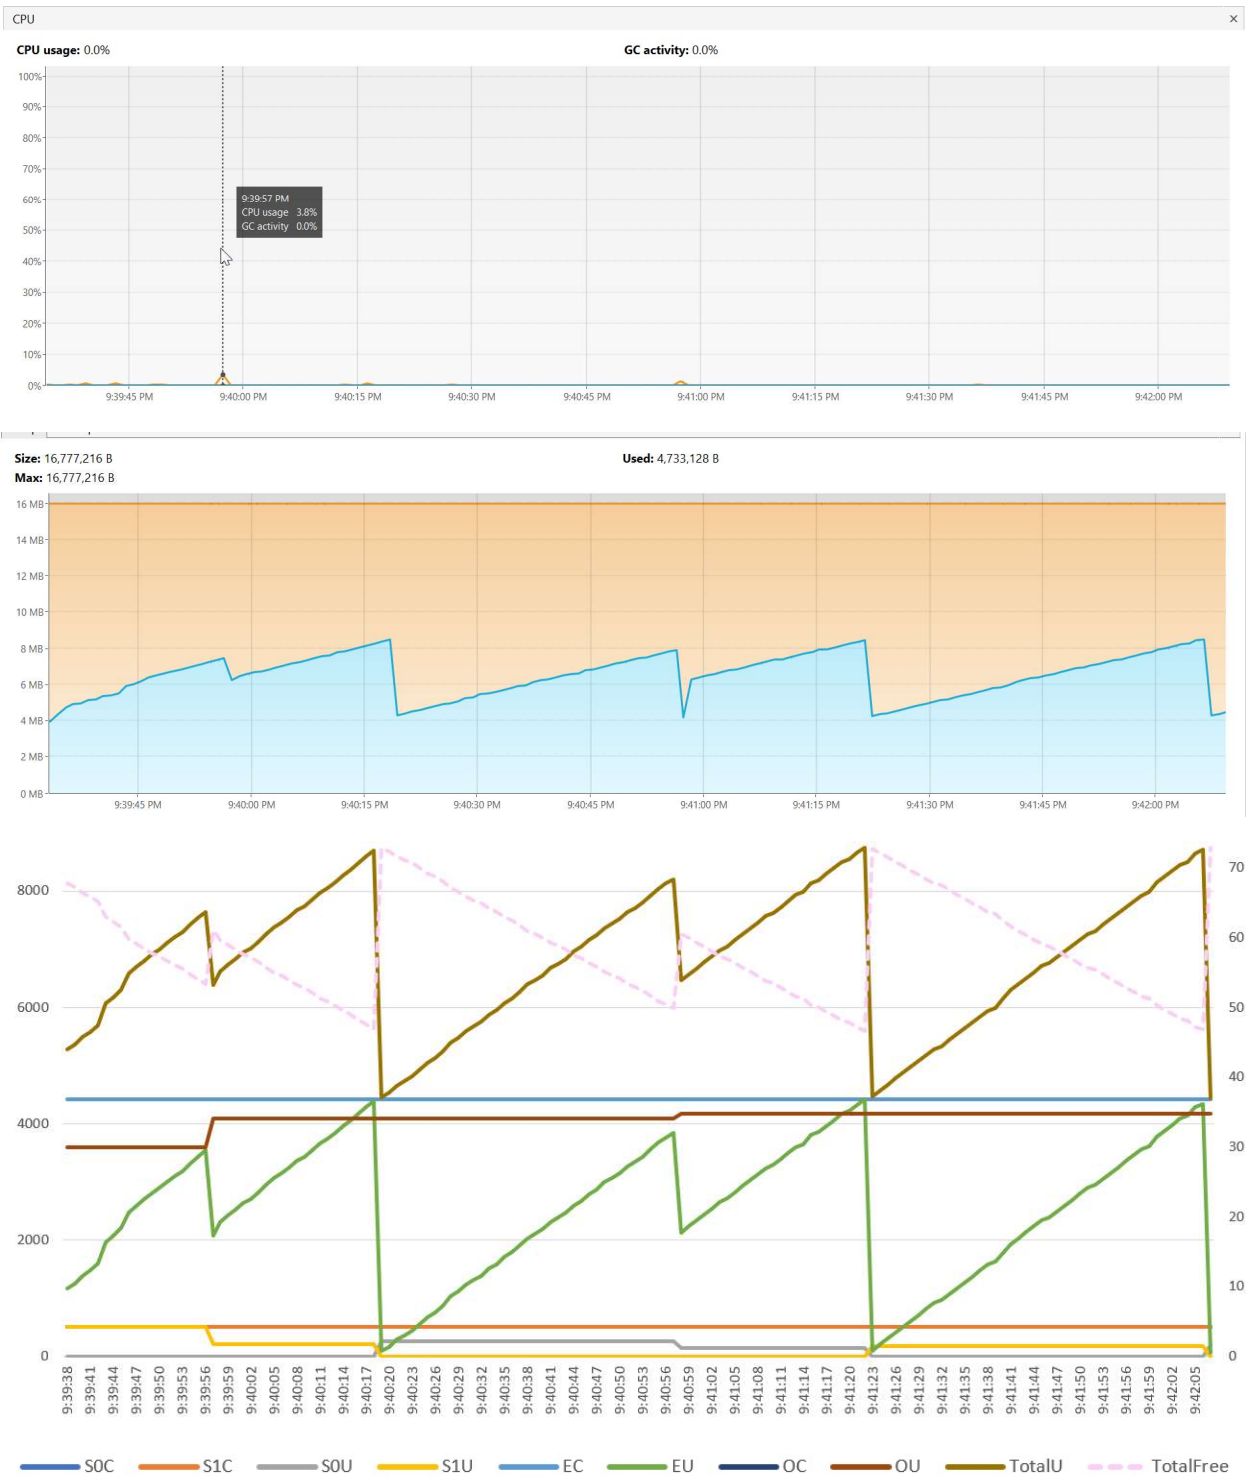 CPU ×
CPU usage: 0.0% GC activity: 0.0%
100%
90%
80%
70%
60%
50%
40%
30%
20%
10%
0%
9:39:57 PM
CPU usage 3.8%
GC activity 0.0%
9:39:45 PM 9:40:00 PM 9:40:15 PM 9:40:30 PM 9:40:45 PM 9:41:00 PM 9:41:15 PM 9:41:30 PM 9:41:45 PM 9:42:00 PM
Size: 16,777,216 B Used: 4,733,128 B
Max: 16,777,216 B
16 MB
14 MB
12 MB
10 MB
8 MB
6 MB
4 MB
2 MB
0 MB
9:39:45 PM 9:40:00 PM 9:40:15 PM 9:40:30 PM 9:40:45 PM 9:41:00 PM 9:41:15 PM 9:41:30 PM 9:41:45 PM 9:42:00 PM
8000
6000
4000
2000
0
70
60
50
40
30
20
10
0
9:39:38 9:39:41 9:39:44 9:39:47 9:39:50 9:39:53 9:39:56 9:39:59 9:40:02 9:40:05 9:40:08 9:40:11 9:40:14 9:40:17 9:40:20 9:40:23 9:40:26 9:40:29 9:40:32 9:40:35 9:40:38 9:40:41 9:40:44 9:40:47 9:40:50 9:40:53 9:40:56 9:40:59 9:41:02 9:41:05 9:41:08 9:41:11 9:41:14 9:41:17 9:41:20 9:41:23 9:41:26 9:41:29 9:41:32 9:41:35 9:41:38 9:41:41 9:41:44 9:41:47 9:41:50 9:41:53 9:41:56 9:41:59 9:42:02 9:42:05
S0C S1C S0U S1U EC EU OC OU TotalU TotalFree